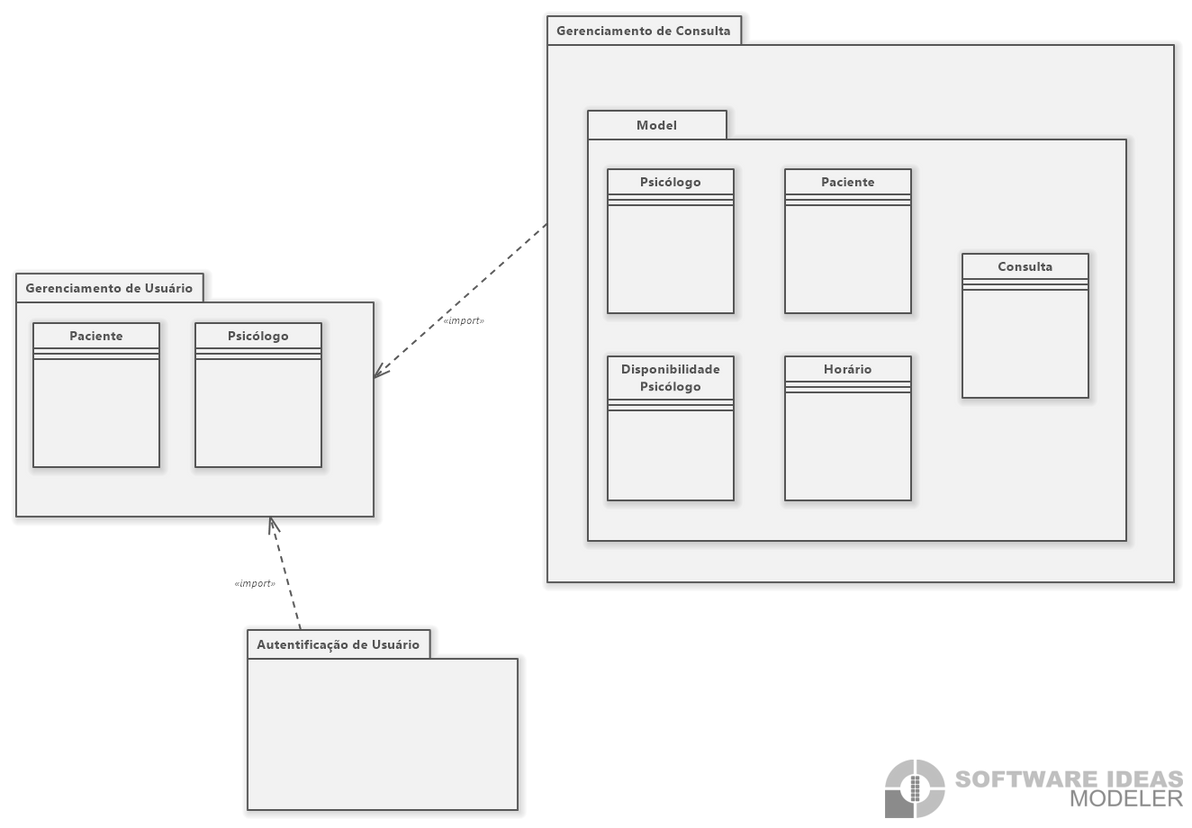 Gerenciamento de Consulta
Model
Psicólogo
Paciente
Consulta
Disponibilidade
Psicólogo
Horário
«import»
Gerenciamento de Usuário
Paciente
Psicólogo
«import»
Autentificação de Usuário
SOFTWARE IDEAS
MODELER